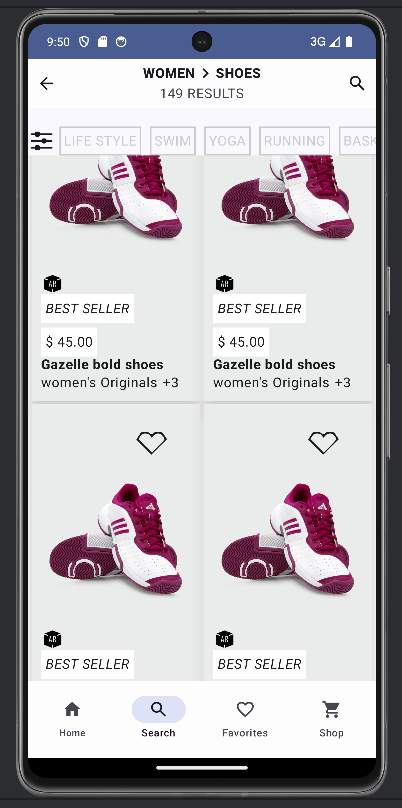 9:50 3G
WOMEN > SHOES
149 RESULTS
LIFE STYLE SWIM YOGA RUNNING BASK
AR AR
BEST SELLER BEST SELLER
$ 45.00 $ 45.00
Gazelle bold shoes Gazelle bold shoes
women's Originals +3 women's Originals +3
AR AR
BEST SELLER BEST SELLER
Home Search Favorites Shop